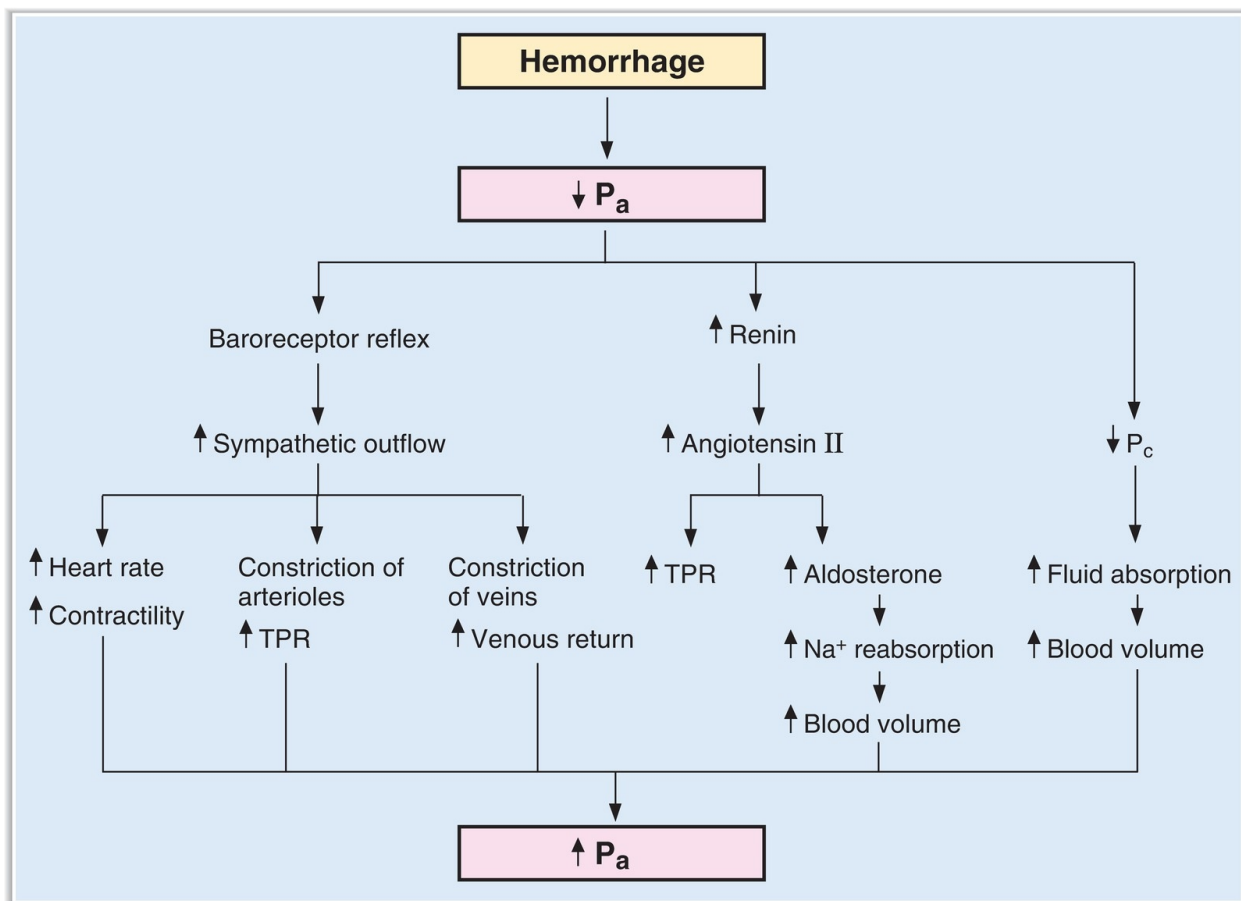 Hemorrhage
↓ Pa
Baroreceptor reflex
↑ Renin
↑ Sympathetic outflow
↑ Angiotensin II
↓ Pc
↑ Heart rate
↑ Contractility
Constriction of
arterioles
↑ TPR
Constriction
of veins
↑ Venous return
↑ TPR
↑ Aldosterone
↑ Na⁺ reabsorption
↑ Blood volume
↑ Fluid absorption
↑ Blood volume
↑ Pa